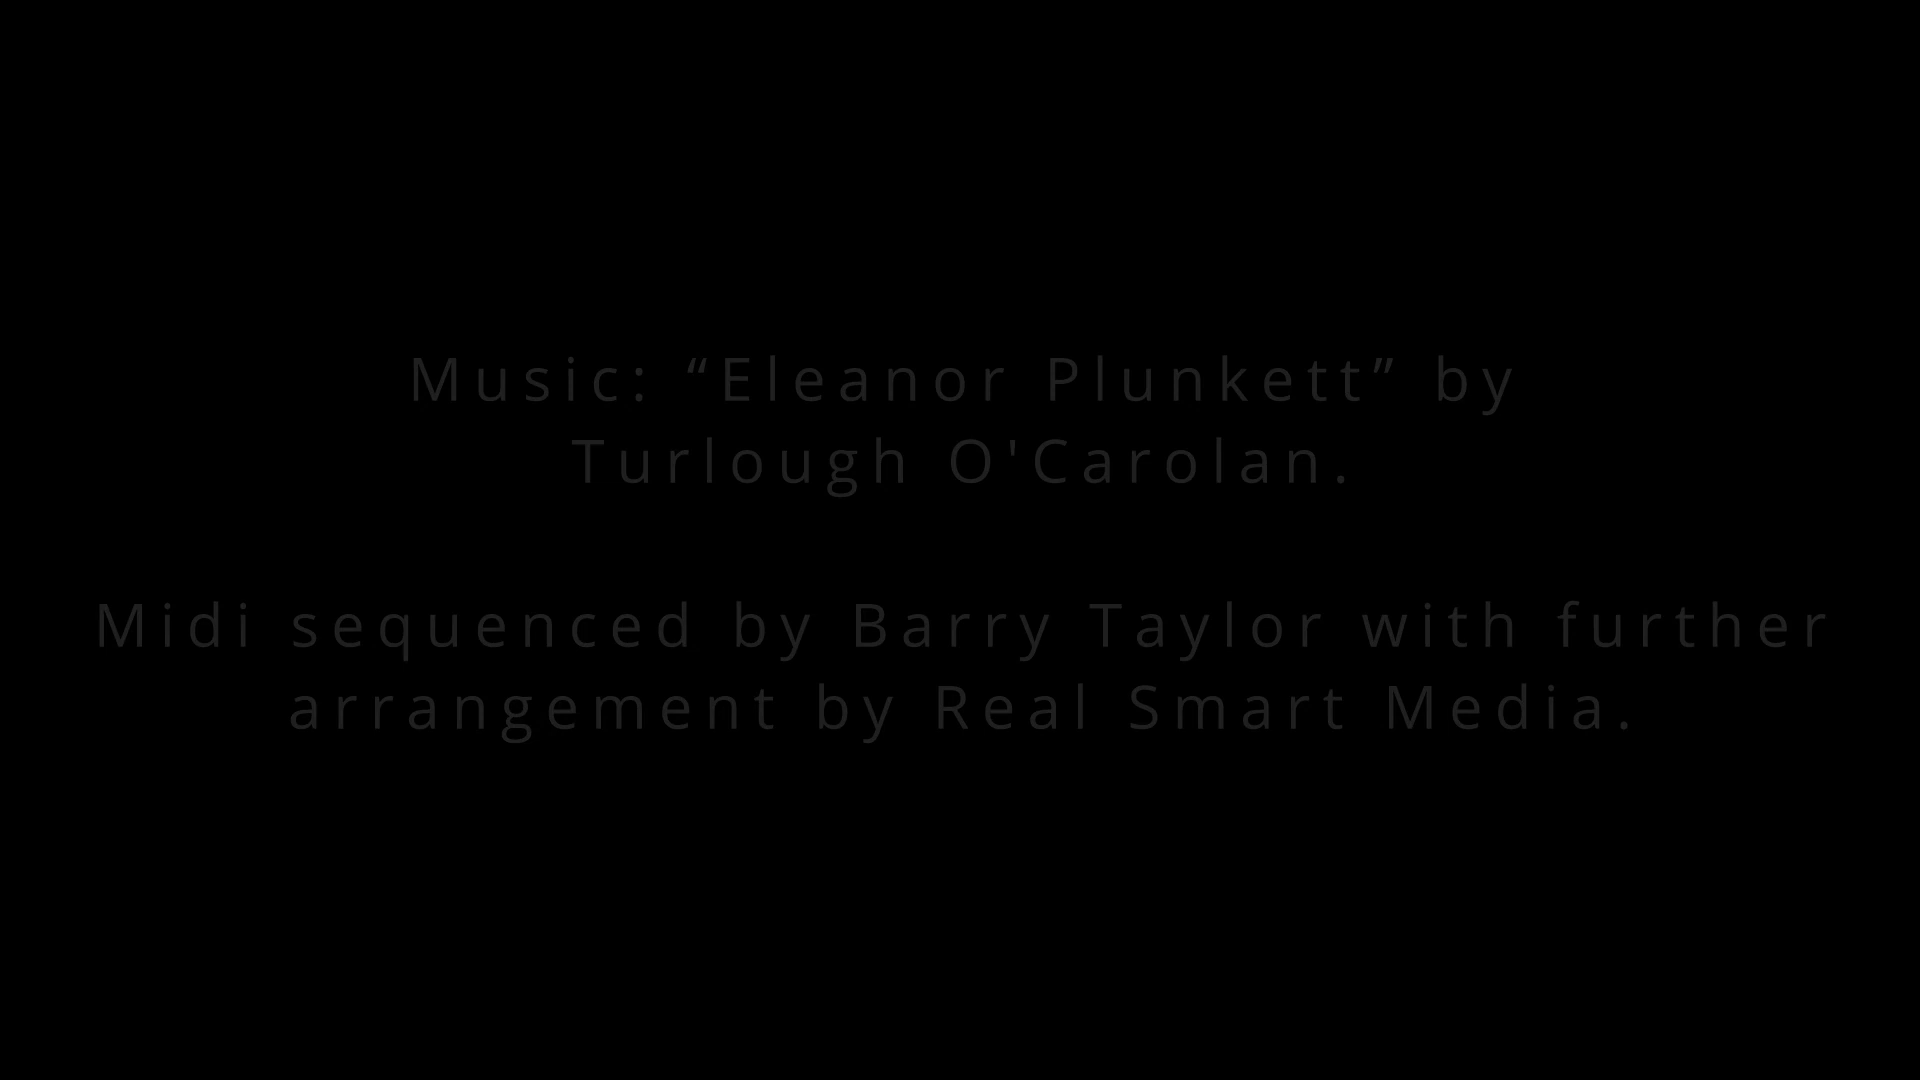 Music: “Eleanor Plunkett” by
Turlough O'Carolan.
Midi sequenced by Barry Taylor with further
arrangement by Real Smart Media.